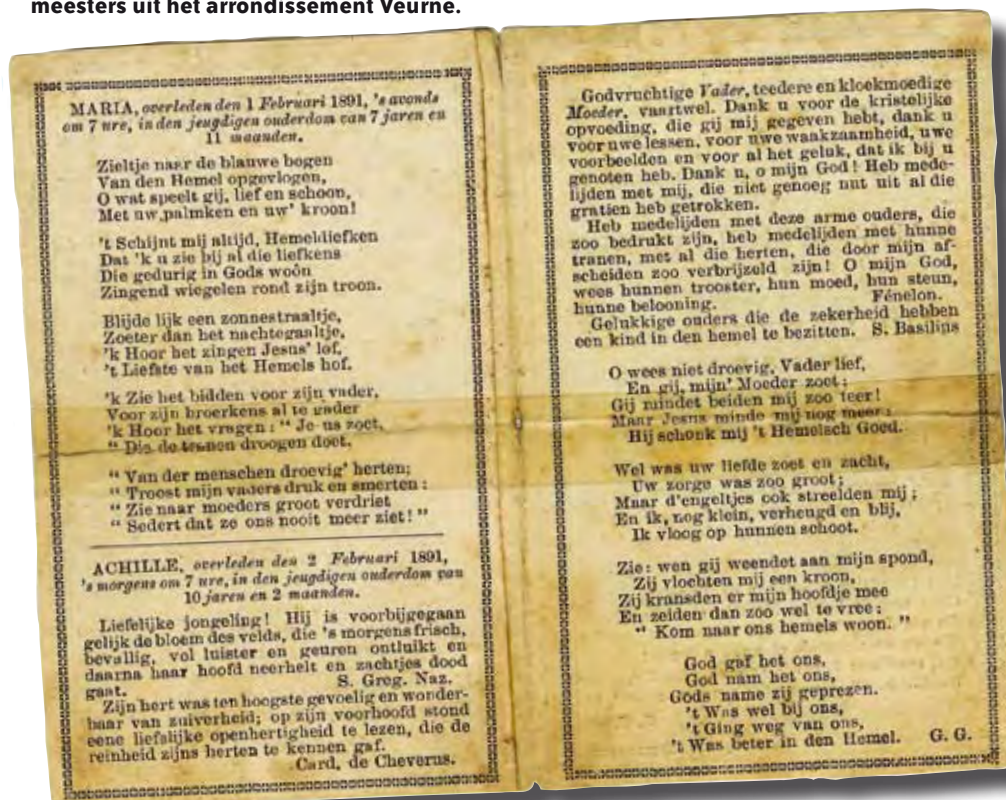 meesters uit het arrondissement Veurne.
MARIA, overleden den 1 Februari 1891, 's avonds
om 7 ure, in den jeugdigen ouderdom van 7 jaren en
11 maanden.
Zieltje naar de blauwe bogen
Van den Hemel opgevlogen,
O wat speelt gij, lief en schoon,
Met uw palmken en uw' kroon!
't Schijnt mij altijd, Hemelliefken
Dat 'k u zie bij al die liefkens
Die gedurig in Gods woôn
Zingend wiegelen rond zijn troon.
Blijde lijk een zonnestraaltje,
Zoeter dan het nachtegaaltje,
'k Hoor het zingen Jesus' lof,
't Liefste van het Hemels hof.
'k Zie het bidden voor zijn vader,
Voor zijn broerkens al te gader
'k Hoor het vragen: “ Jesus zoet,
“ Die de tranen droogen doet,
“ Van der menschen droevig' herten;
“ Troost mijn vaders druk en smerten:
“ Zie naar moeders groot verdriet
“ Sedert dat ze ons nooit meer ziet! ”
ACHILLE, overleden den 2 Februari 1891,
's morgens om 7 ure, in den jeugdigen ouderdom van
10 jaren en 2 maanden.
Liefelijke jongeling! Hij is voorbijgegaan
gelijk de bloem des velds, die 's morgens frisch,
bevallig, vol luister en geuren ontluikt en
daarna haar hoofd neerhelt en zachtjes dood
gaat. S. Greg. Naz.
Zijn hert was ten hoogste gevoelig en wonder-
baar van zuiverheid; op zijn voorhoofd stond
eene liefalijke openhertigheid te lezen, die de
reinheid zijns herten te kennen gaf.
Card, de Cheverus.
Godvruchtige Vader, teedere en kloekmoedige
Moeder, vaartwel. Dank u voor de kristelijke
opvoeding, die gij mij gegeven hebt, dank u
voor uwe lessen, voor uwe waakzaamheid, uwe
voorbeelden en voor al het geluk, dat ik bij u
genoten heb. Dank u, o mijn God! Heb mede-
lijden met mij, die niet genoeg nut uit al die
gratien heb getrokken.
Heb medelijden met deze arme ouders, die
zoo bedrukt zijn, heb medelijden met hunne
tranen, met al die herten, die door mijn af-
scheiden zoo verbrijzeld zijn! O mijn God,
wees hunnen trooster, hun moed, hun steun,
hunne belooning. Fénelon.
Gelukkige ouders die de zekerheid hebben
een kind in den hemel te bezitten. S. Basilius
O wees niet droevig, Vader lief,
En gij, mijn' Moeder zoet;
Gij mindet beiden mij zoo teer!
Maar Jesus minde mij nog meer:
Hij schonk mij 't Hemelsch Goed.
Wel was uw liefde zoet en zacht,
Uw zorge was zoo groot;
Maar d'engeltjes ook streelden mij;
En ik, nog klein, verheugd en blij,
Ik vloog op hunnen schoot.
Zie: wen gij weendet aan mijn spond,
Zij vlochten mij een kroon,
Zij kransden er mijn hoofdje mee
En zeiden dan zoo wel te vree:
“ Kom naar ons hemels woon. ”
God gaf het ons,
God nam het ons,
Gods name zij geprezen.
't Was wel bij ons,
't Ging weg van ons,
't Was beter in den Hemel. G. G.